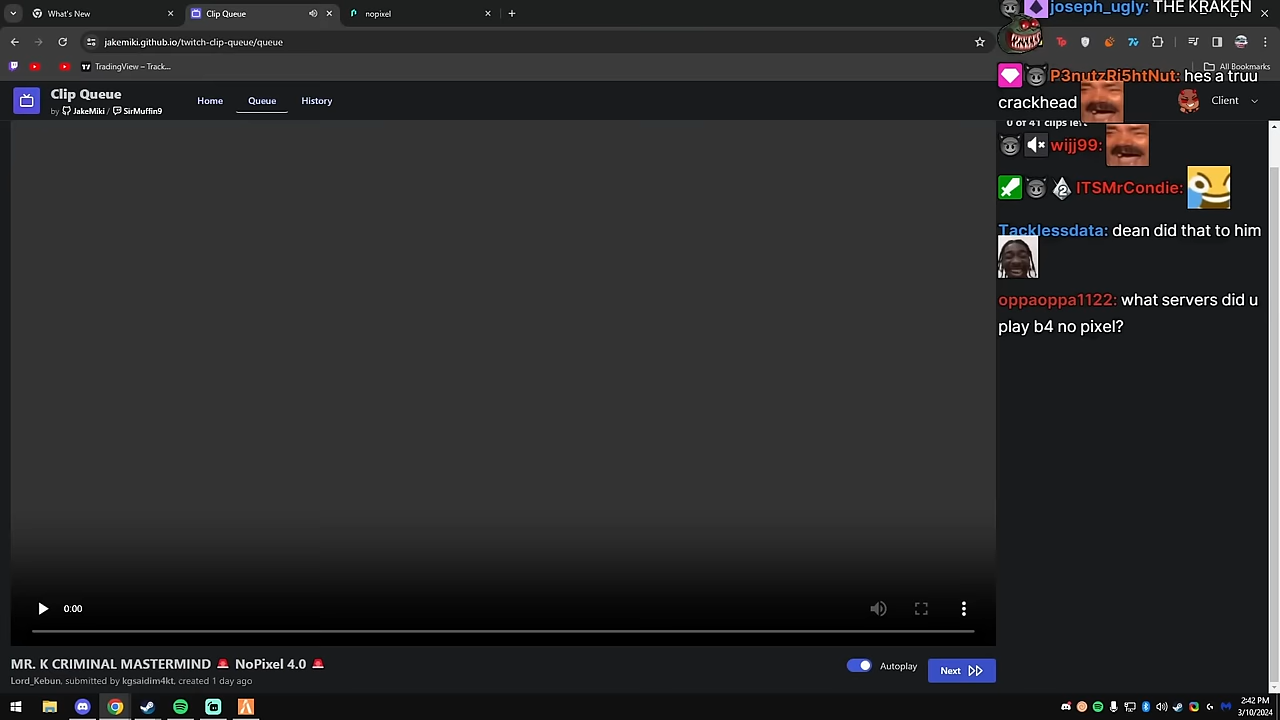 What's New
Clip Queue
nopixel
jakemiki.github.io/twitch-clip-queue/queue
TradingView – Track...
All Bookmarks
Clip Queue
by JakeMiki / SirMuffin9
Home
Queue
History
Client
0 of 41 clips left
joseph_ugly: THE KRAKEN
P3nutzRi5htNut: hes a truu
crackhead
wijj99:
2
ITSMrCondie:
Tacklessdata: dean did that to him
oppaoppa1122: what servers did u
play b4 no pixel?
0:00
MR. K CRIMINAL MASTERMIND 🚨 NoPixel 4.0 🚨
Lord_Kebun. submitted by kgsaidim4kt. created 1 day ago
Autoplay
Next
2:42 PM
3/10/2024